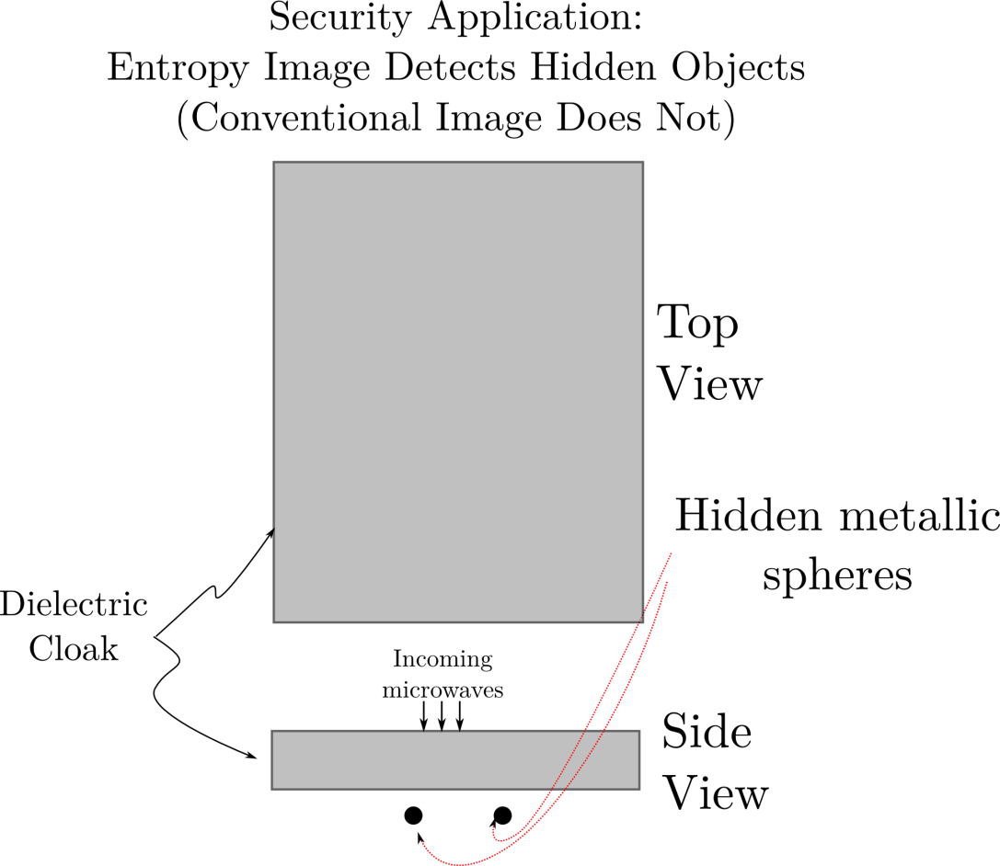 Security Application:
Entropy Image Detects Hidden Objects
(Conventional Image Does Not)
Top
View
Hidden metallic
spheres
Dielectric
Cloak
Incoming
microwaves
Side
View